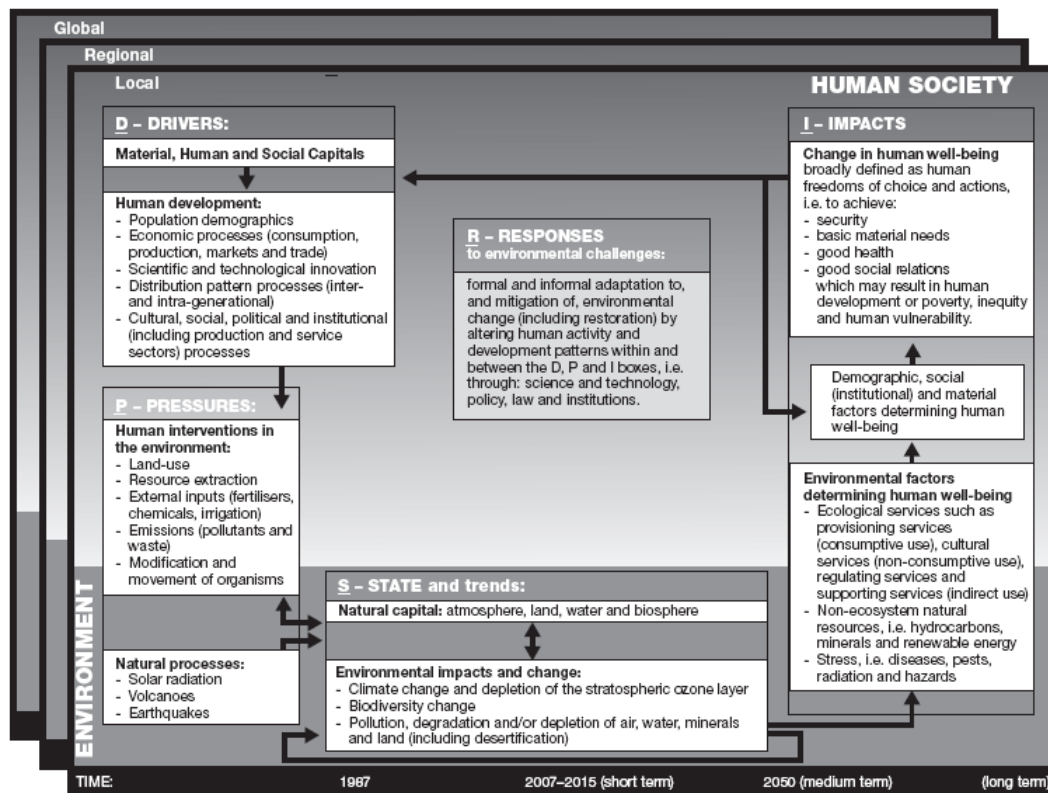 Global
Regional
Local
HUMAN SOCIETY
D – DRIVERS:
Material, Human and Social Capitals
Human development:
- Population demographics
- Economic processes (consumption,
production, markets and trade)
- Scientific and technological innovation
- Distribution pattern processes (inter-
and intra-generational)
- Cultural, social, political and institutional
(including production and service
sectors) processes
P – PRESSURES:
Human interventions in
the environment:
- Land-use
- Resource extraction
- External inputs (fertilisers,
chemicals, irrigation)
- Emissions (pollutants and
waste)
- Modification and
movement of organisms
Natural processes:
- Solar radiation
- Volcanoes
- Earthquakes
R – RESPONSES
to environmental challenges:
formal and informal adaptation to,
and mitigation of, environmental
change (including restoration) by
altering human activity and
development patterns within and
between the D, P and I boxes, i.e.
through: science and technology,
policy, law and institutions.
S – STATE and trends:
Natural capital: atmosphere, land, water and biosphere
Environmental impacts and change:
- Climate change and depletion of the stratospheric ozone layer
- Biodiversity change
- Pollution, degradation and/or depletion of air, water, minerals
and land (including desertification)
I – IMPACTS
Change in human well-being
broadly defined as human
freedoms of choice and actions,
i.e. to achieve:
- security
- basic material needs
- good health
- good social relations
which may result in human
development or poverty, inequity
and human vulnerability.
Demographic, social
(institutional) and material
factors determining human
well-being
Environmental factors
determining human well-being
- Ecological services such as
provisioning services
(consumptive use), cultural
services (non-consumptive use),
regulating services and
supporting services (indirect use)
- Non-ecosystem natural
resources, i.e. hydrocarbons,
minerals and renewable energy
- Stress, i.e. diseases, pests,
radiation and hazards
ENVIRONMENT
TIME: 1987 2007–2015 (short term) 2050 (medium term) (long term)